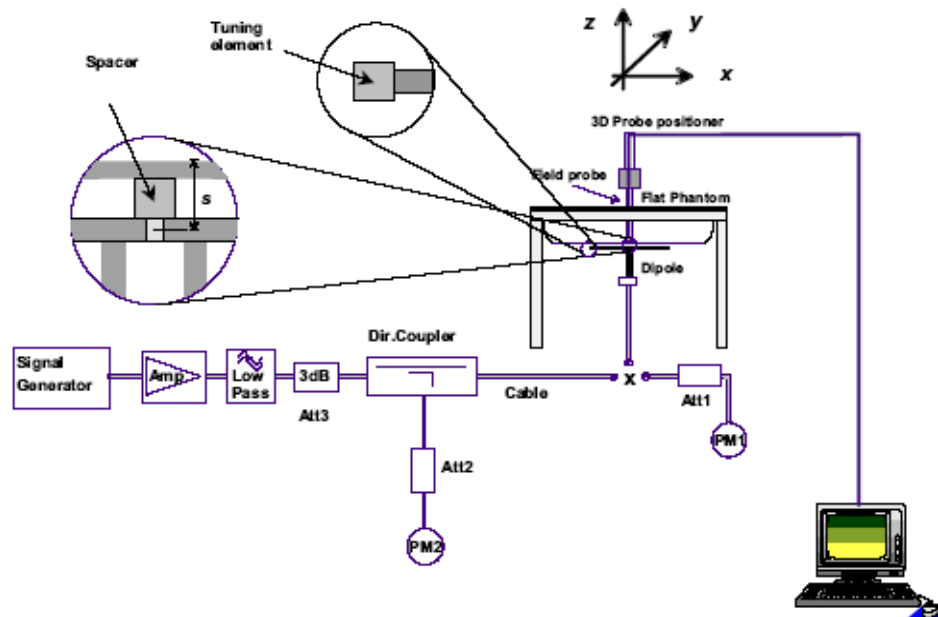 Tuning
element
z
y
x
Spacer
3D Probe positioner
Field probe
s
Flat Phantom
Dipole
Dir.Coupler
Signal
Generator
Amp
Low
Pass
3dB
Att3
Cable
x
Att1
PM1
Att2
PM2